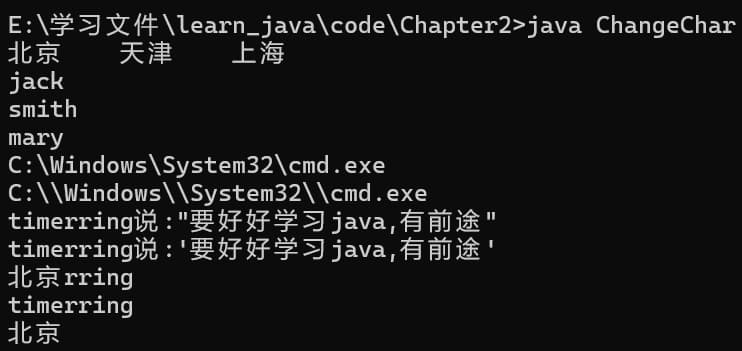 E:\学习文件\learn_java\code\Chapter2>java ChangeChar
北京    天津    上海
jack
smith
mary
C:\Windows\System32\cmd.exe
C:\\Windows\\System32\\cmd.exe
timerring说:"要好好学习java,有前途"
timerring说:'要好好学习java,有前途'
北京rring
timerring
北京